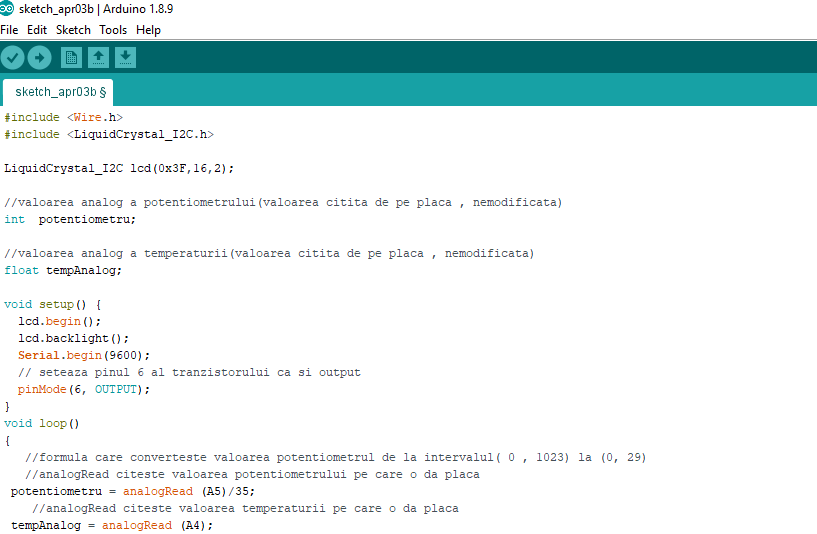 sketch_apr03b | Arduino 1.8.9
File Edit Sketch Tools Help
sketch_apr03b §
#include <Wire.h>
#include <LiquidCrystal_I2C.h>
LiquidCrystal_I2C lcd(0x3F,16,2);
//valoarea analog a potentiometrului(valoarea citita de pe placa , nemodificata)
int  potentiometru;
//valoarea analog a temperaturii(valoarea citita de pe placa , nemodificata)
float tempAnalog;
void setup() {
  lcd.begin();
  lcd.backlight();
  Serial.begin(9600);
  // seteaza pinul 6 al tranzistorului ca si output
  pinMode(6, OUTPUT);
}
void loop()
{
   //formula care converteste valoarea potentiometrul de la intervalul( 0 , 1023) la (0, 29)
   //analogRead citeste valoarea potentiometrului pe care o da placa
 potentiometru = analogRead (A5)/35;
    //analogRead citeste valoarea temperaturii pe care o da placa
 tempAnalog = analogRead (A4);